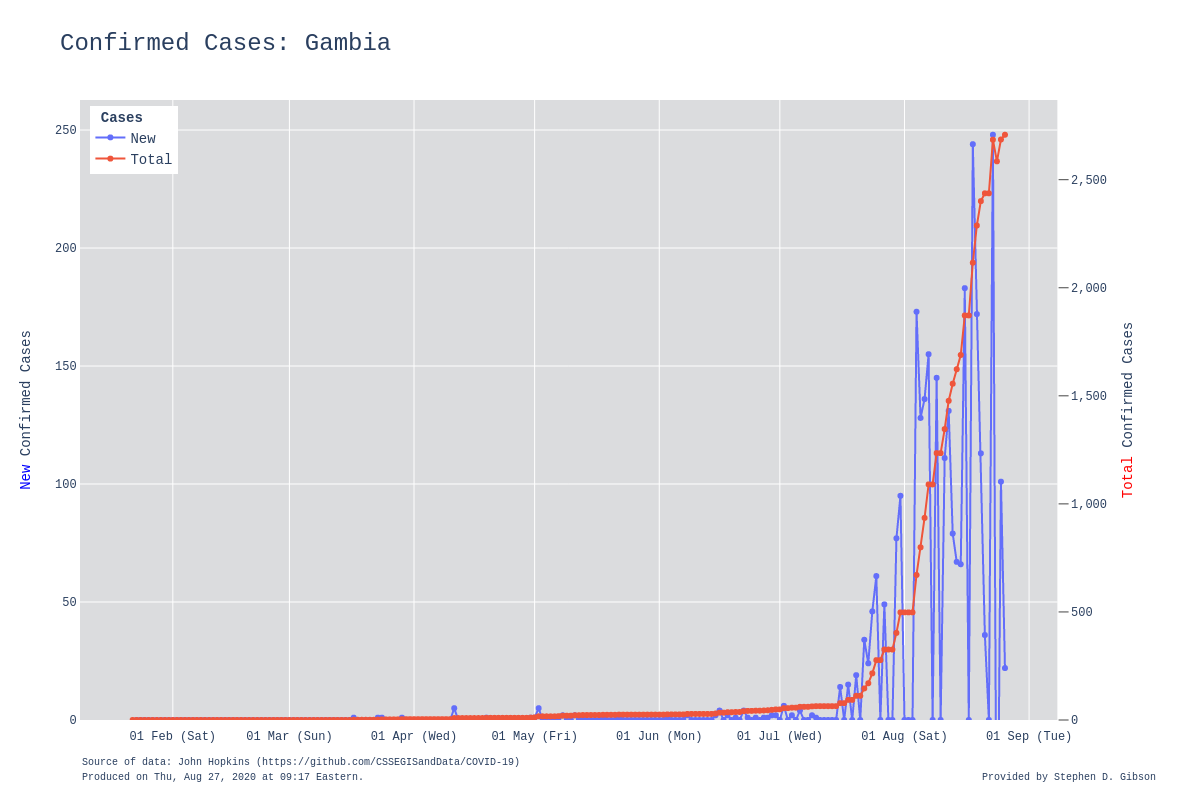 Confirmed Cases: Gambia
Cases
New
Total
250
200
150
100
50
0
2,500
2,000
1,500
1,000
500
0
New Confirmed Cases
Total Confirmed Cases
01 Feb (Sat)
01 Mar (Sun)
01 Apr (Wed)
01 May (Fri)
01 Jun (Mon)
01 Jul (Wed)
01 Aug (Sat)
01 Sep (Tue)
Source of data: John Hopkins (https://github.com/CSSEGISandData/COVID-19)
Produced on Thu, Aug 27, 2020 at 09:17 Eastern.
Provided by Stephen D. Gibson